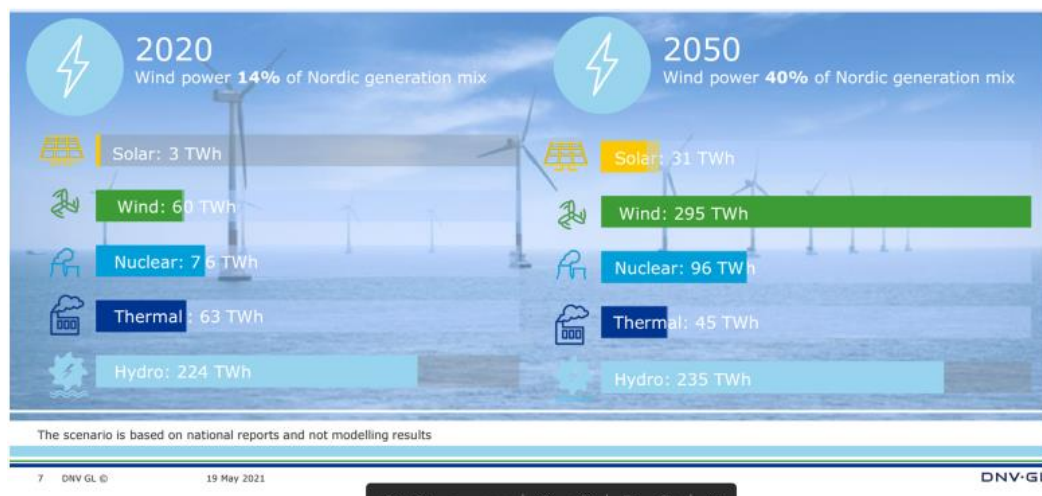 2020
Wind power 14% of Nordic generation mix
Solar: 3 TWh
Wind: 60 TWh
Nuclear: 76 TWh
Thermal: 63 TWh
Hydro: 224 TWh
2050
Wind power 40% of Nordic generation mix
Solar: 31 TWh
Wind: 295 TWh
Nuclear: 96 TWh
Thermal: 45 TWh
Hydro: 235 TWh
The scenario is based on national reports and not modelling results
7 DNV GL © 19 May 2021
DNV·GL